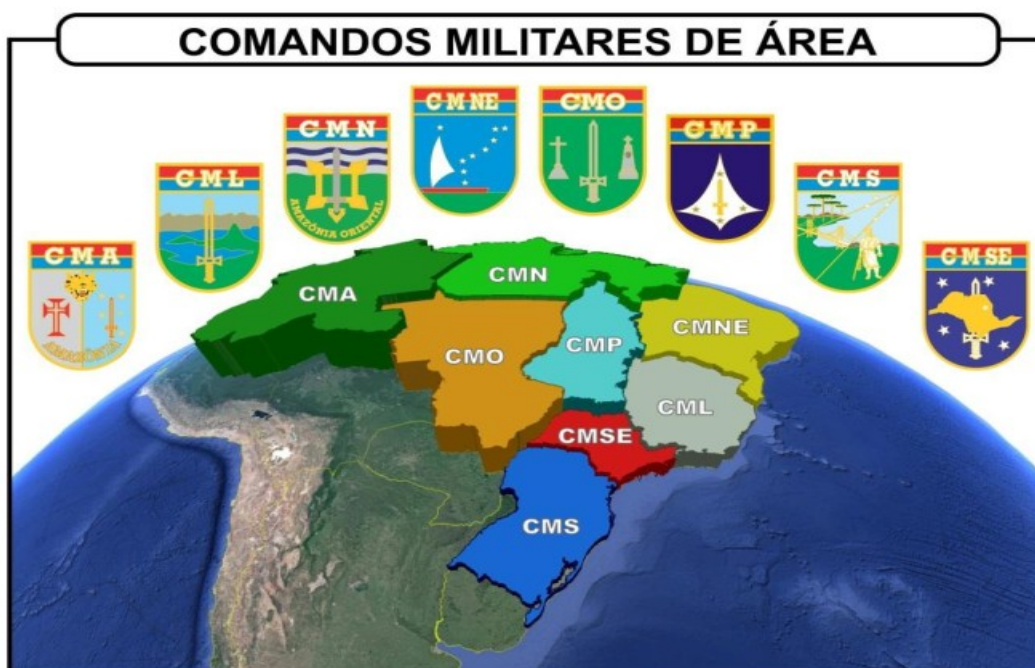 COMANDOS MILITARES DE ÁREA
CMA
AMAZÔNIA
CML
CMN
AMAZÔNIA ORIENTAL
CMNE
CMO
CMP
CMS
CMSE
CMA
CMN
CMO
CMP
CMNE
CML
CMSE
CMS